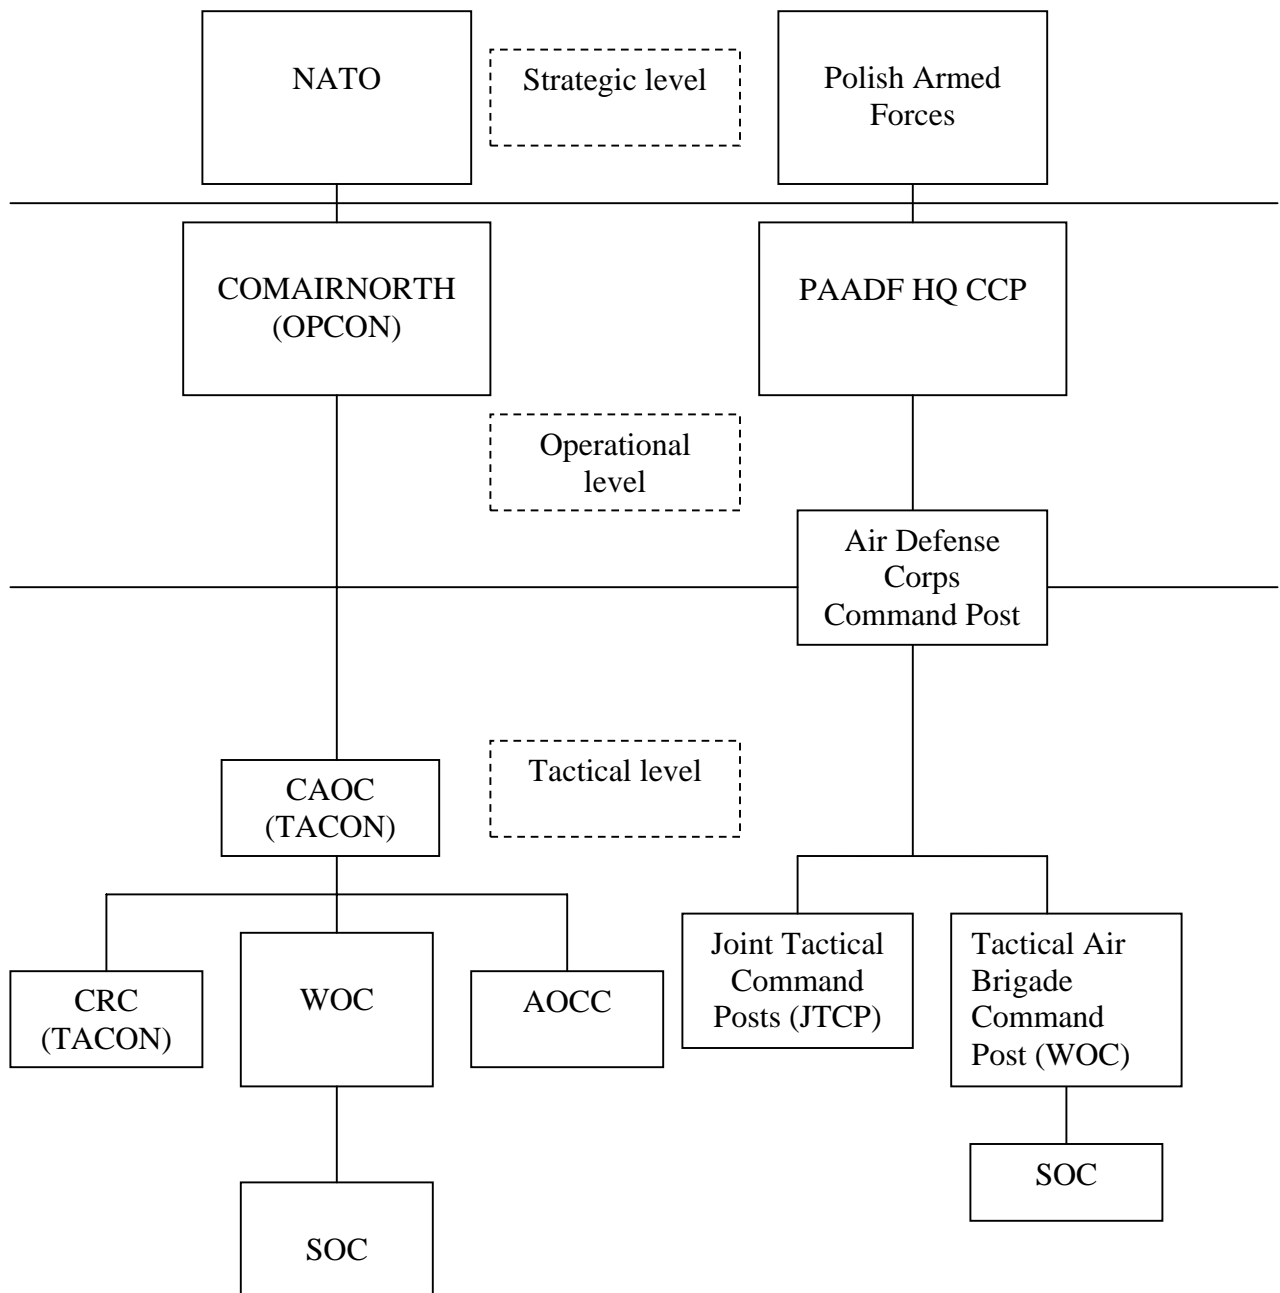 NATO
Strategic level
Polish Armed
Forces
COMAIRNORTH
(OPCON)
PAADF HQ CCP
Operational
level
Air Defense
Corps
Command Post
Tactical level
CAOC
(TACON)
CRC
(TACON)
WOC
AOCC
Joint Tactical
Command
Posts (JTCP)
Tactical Air
Brigade
Command
Post (WOC)
SOC
SOC